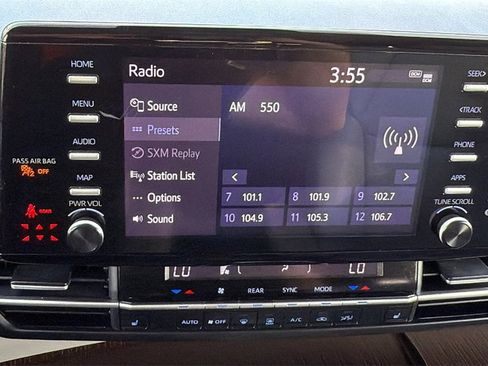 HOME
MENU
AUDIO
MAP
PWR VOL
PASS AIR BAG
OFF
REAR
Radio
3:55
DCM
Source
AM 550
Presets
SXM Replay
Station List
Options
Sound
<
>
7 101.1
8 101.9
9 102.7
10 104.9
11 105.3
12 106.7
SEEK>
<TRACK
PHONE
APPS
TUNE SCROLL
LO
LO
REAR
SYNC
MODE
AUTO
OFF
A/C